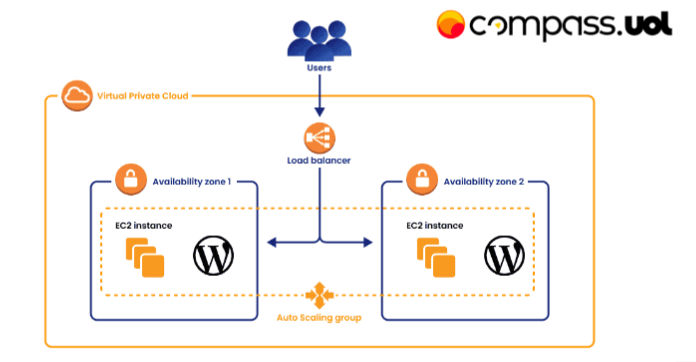 compass.uol
Users
Virtual Private Cloud
Load balancer
Availability zone 1
Availability zone 2
EC2 instance
EC2 instance
Auto Scaling group